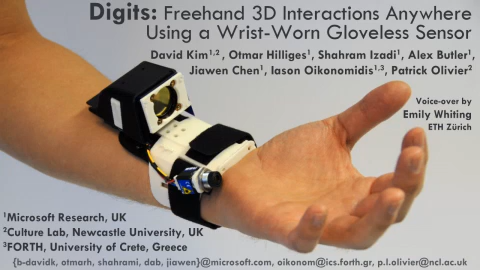 Digits: Freehand 3D Interactions Anywhere
Using a Wrist-Worn Gloveless Sensor
David Kim1,2, Otmar Hilliges1, Shahram Izadi1, Alex Butler1,
Jiawen Chen1, Iason Oikonomidis1,3, Patrick Olivier2
Voice-over by
Emily Whiting
ETH Zürich
1Microsoft Research, UK
2Culture Lab, Newcastle University, UK
3FORTH, University of Crete, Greece
{b-davidk, otmarh, shahrami, dab, jiawen}@microsoft.com, oikonom@ics.forth.gr, p.l.olivier@ncl.ac.uk